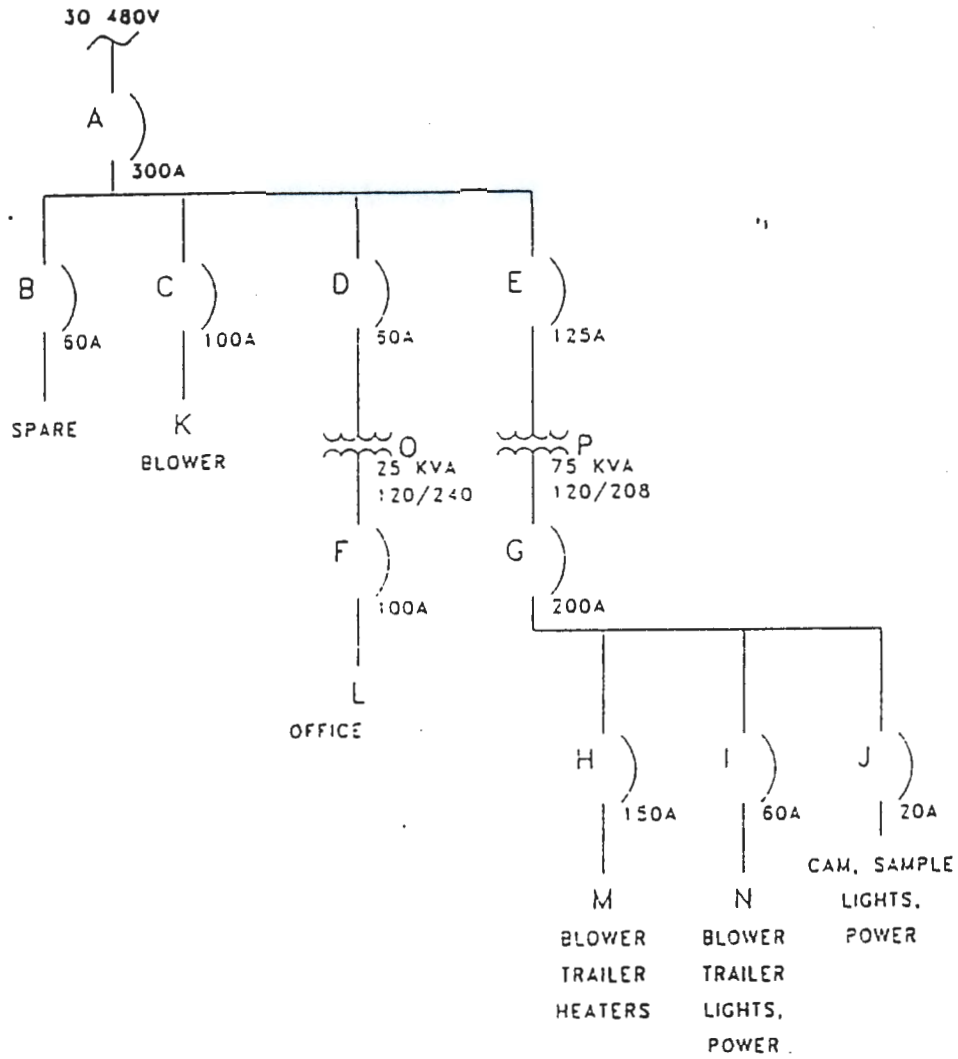 30 480V
A
300A
B
60A
C
100A
D
50A
E
125A
SPARE
K
BLOWER
O
25 KVA
120/240
P
75 KVA
120/208
F
100A
G
200A
L
OFFICE
H
150A
I
60A
J
20A
M
BLOWER
TRAILER
HEATERS
N
BLOWER
TRAILER
LIGHTS,
POWER
CAM, SAMPLE
LIGHTS,
POWER